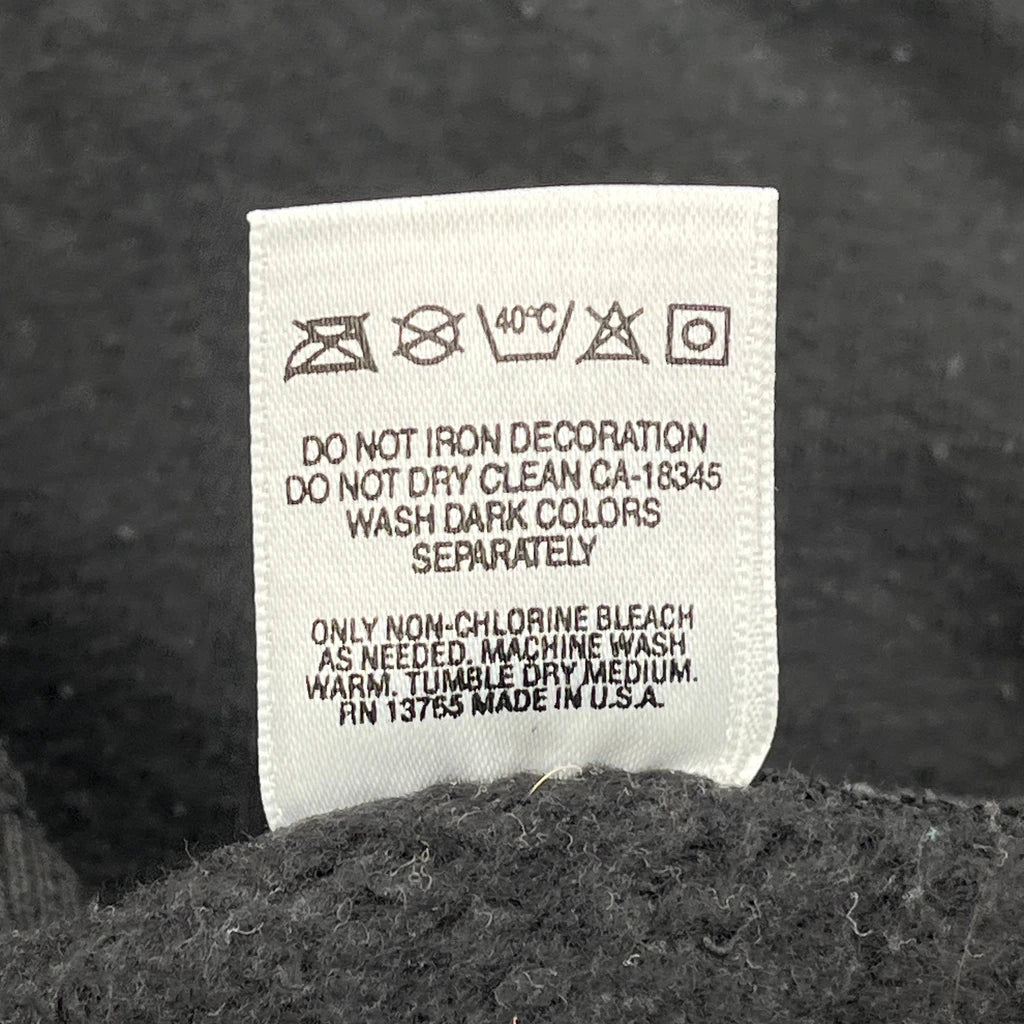 40°C
DO NOT IRON DECORATION
DO NOT DRY CLEAN CA-18345
WASH DARK COLORS
SEPARATELY
ONLY NON-CHLORINE BLEACH
AS NEEDED. MACHINE WASH
WARM. TUMBLE DRY MEDIUM.
RN 13765 MADE IN U.S.A.